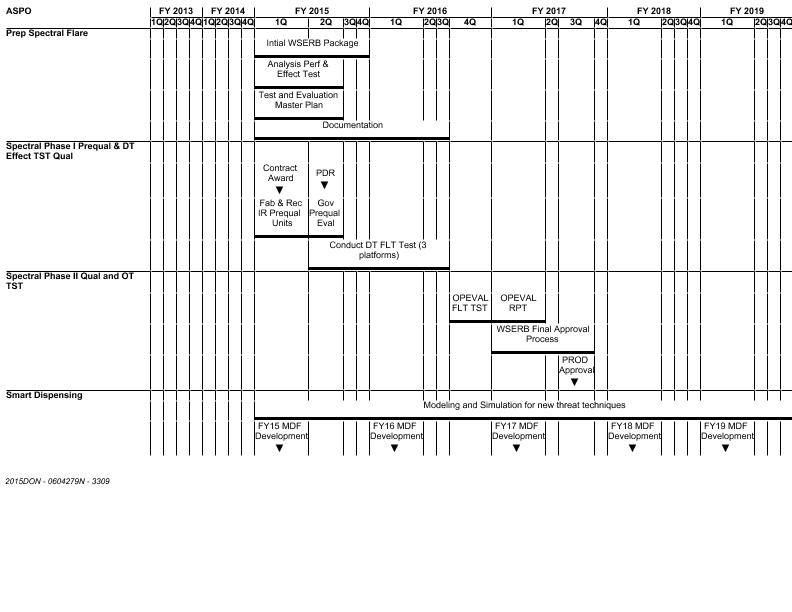 ASPO
FY 2013 FY 2014 FY 2015 FY 2016 FY 2017 FY 2018 FY 2019
1Q 2Q 3Q 4Q 1Q 2Q 3Q 4Q 1Q 2Q 3Q 4Q 1Q 2Q 3Q 4Q 1Q 2Q 3Q 4Q 1Q 2Q 3Q 4Q 1Q 2Q 3Q 4Q
Prep Spectral Flare
Intial WSERB Package
Analysis Perf &
Effect Test
Test and Evaluation
Master Plan
Documentation
Spectral Phase I Prequal & DT
Effect TST Qual
Contract
Award
PDR
Fab & Rec
IR Prequal
Units
Gov
Prequal
Eval
Conduct DT FLT Test (3
platforms)
Spectral Phase II Qual and OT
TST
OPEVAL
FLT TST
OPEVAL
RPT
WSERB Final Approval
Process
PROD
Approval
Smart Dispensing
Modeling and Simulation for new threat techniques
FY15 MDF
Development
FY16 MDF
Development
FY17 MDF
Development
FY18 MDF
Development
FY19 MDF
Development
2015DON - 0604279N - 3309